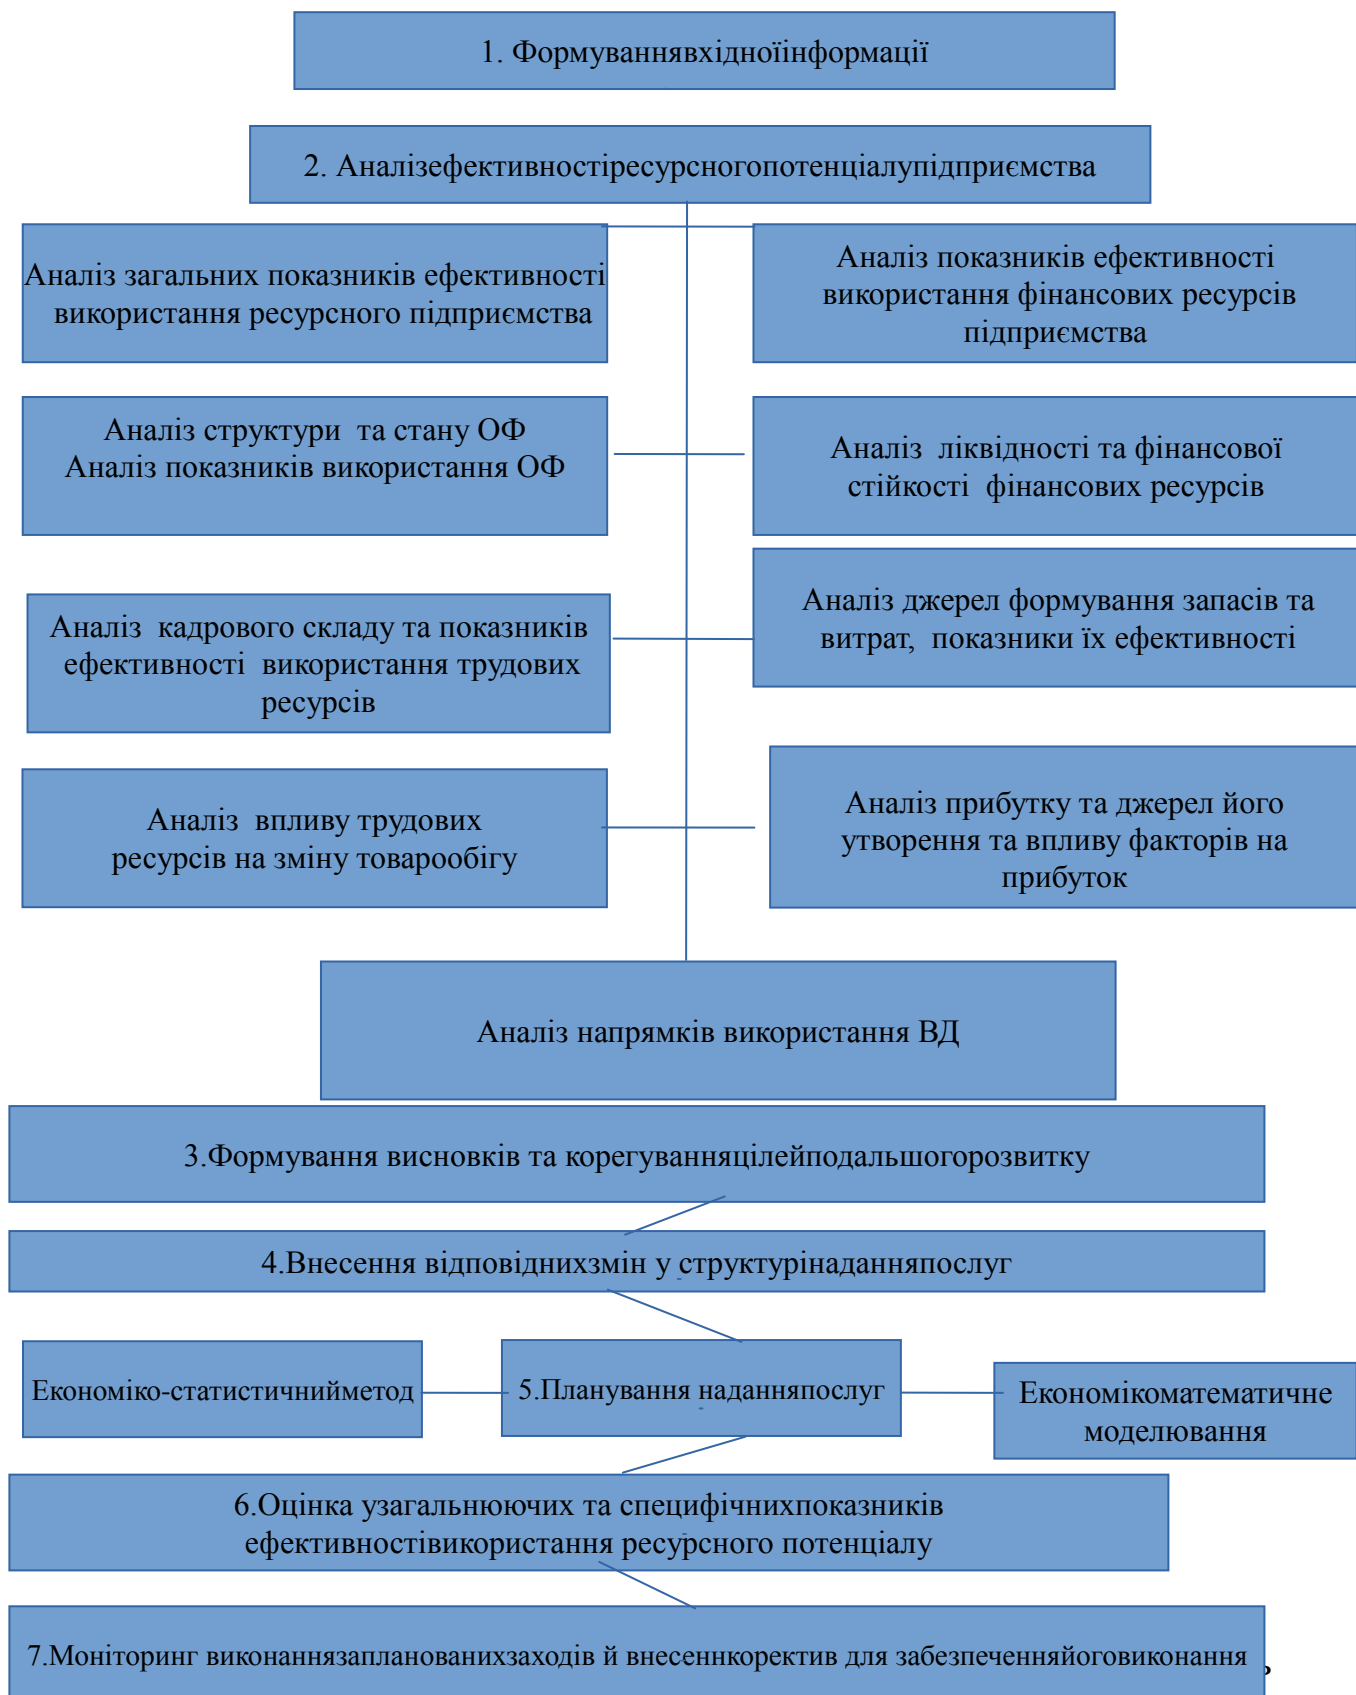 1. Формуваннявхідноїінформації
2. Аналізефективностіресурсногопотенціалупідприємства
Аналіз загальних показників ефективності
використання ресурсного підприємства
Аналіз показників ефективності
використання фінансових ресурсів
підприємства
Аналіз структури та стану ОФ
Аналіз показників використання ОФ
Аналіз ліквідності та фінансової
стійкості фінансових ресурсів
Аналіз кадрового складу та показників
ефективності використання трудових
ресурсів
Аналіз джерел формування запасів та
витрат, показники їх ефективності
Аналіз впливу трудових
ресурсів на зміну товарообігу
Аналіз прибутку та джерел його
утворення та впливу факторів на
прибуток
Аналіз напрямків використання ВД
3.Формування висновків та корегуванняцілейподальшогорозвитку
4.Внесення відповіднихзмін у структурінаданняпослуг
Економіко-статистичнийметод
5.Планування наданняпослуг
Економікоматематичне
моделювання
6.Оцінка узагальнюючих та специфічнихпоказників
ефективностівикористання ресурсного потенціалу
7.Моніторинг виконаннязапланованихзаходів й внесеннкоректив для забезпеченняйоговиконання